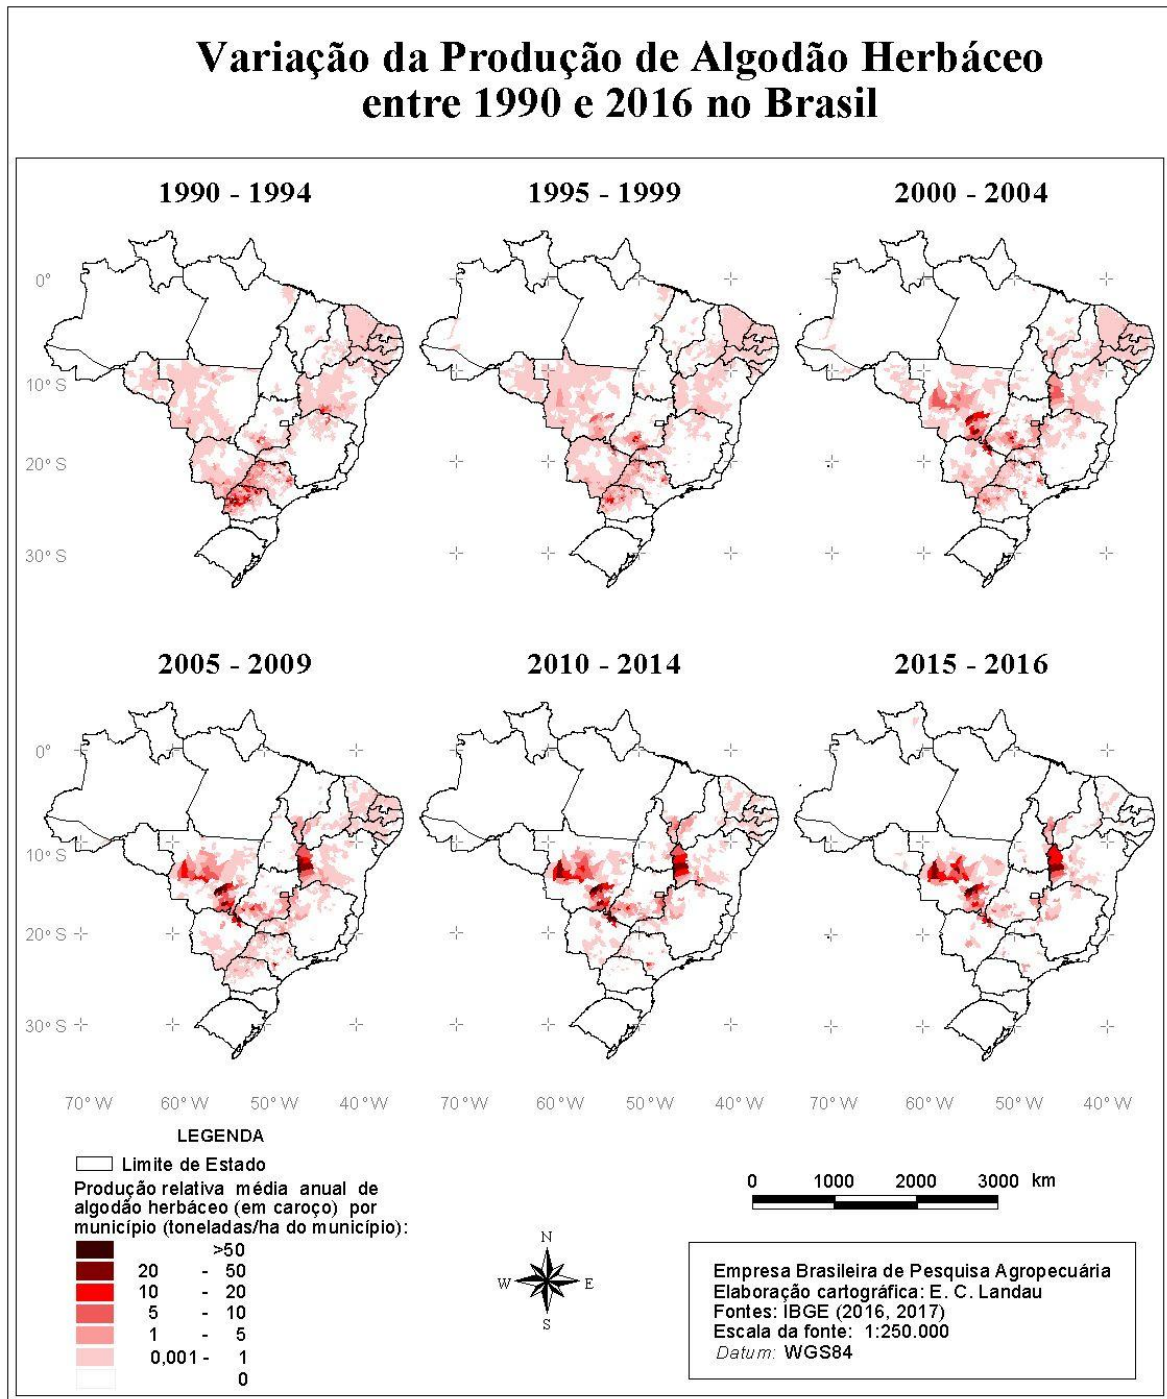 Variação da Produção de Algodão Herbáceo
entre 1990 e 2016 no Brasil
1990 - 1994
1995 - 1999
2000 - 2004
0°
10° S
20° S
30° S
2005 - 2009
2010 - 2014
2015 - 2016
0°
10° S
20° S
30° S
70° W 60° W 50° W 40° W 70° W 60° W 50° W 40° W 70° W 60° W 50° W 40° W
LEGENDA
Limite de Estado
Produção relativa média anual de
algodão herbáceo (em caroço) por
município (toneladas/ha do município):
>50
20 - 50
10 - 20
5 - 10
1 - 5
0,001 - 1
0
N
W E
S
0 1000 2000 3000 km
Empresa Brasileira de Pesquisa Agropecuária
Elaboração cartográfica: E. C. Landau
Fontes: IBGE (2016, 2017)
Escala da fonte: 1:250.000
Datum: WGS84